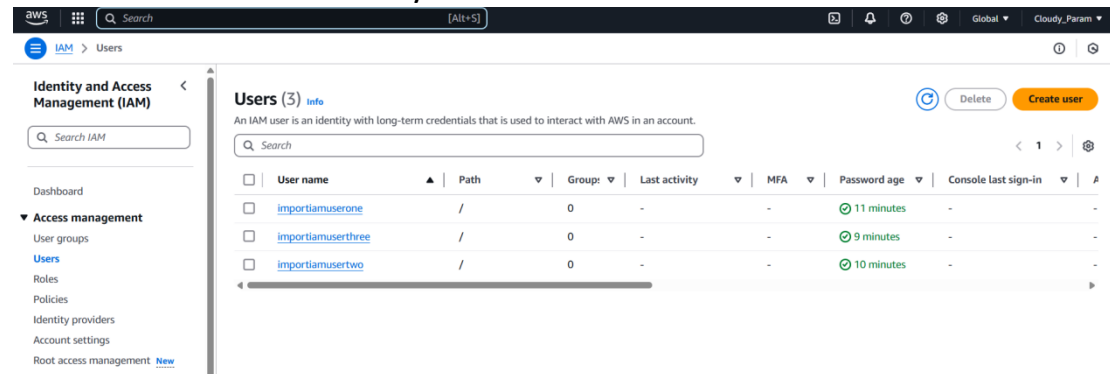 aws Search [Alt+S] Global Cloudy_Param
IAM > Users
Identity and Access Management (IAM)
Search IAM
Dashboard
Access management
User groups
Users
Roles
Policies
Identity providers
Account settings
Root access management New
Users (3) Info
Delete Create user
An IAM user is an identity with long-term credentials that is used to interact with AWS in an account.
Search
1
User name Path Group: Last activity MFA Password age Console last sign-in
importiamuserone / 0 - - 11 minutes - -
importiamuserthree / 0 - - 9 minutes - -
importiamusertwo / 0 - - 10 minutes - -